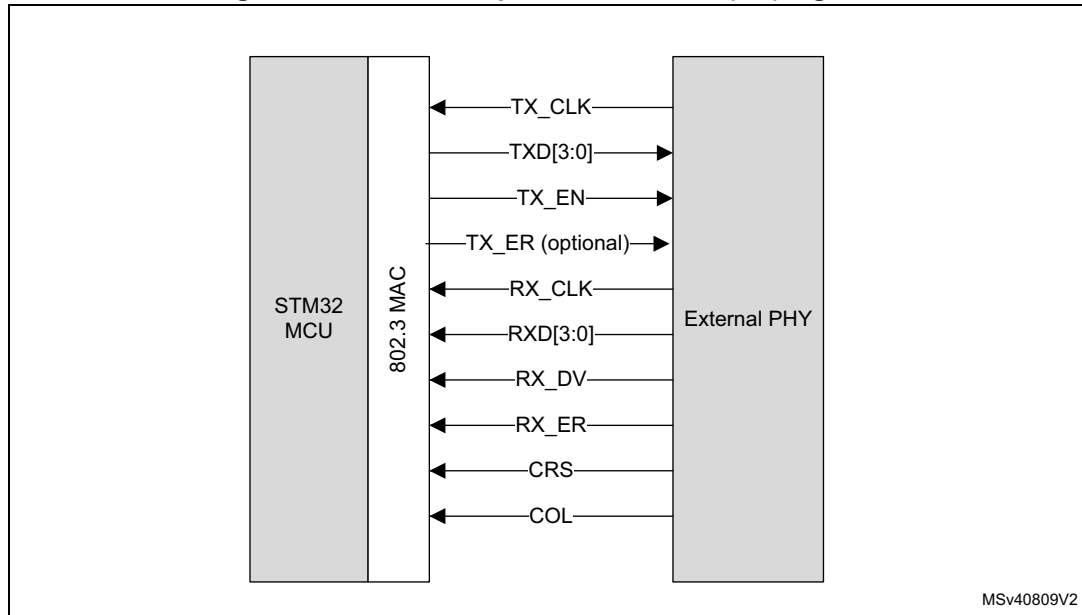 TX_CLK
TXD[3:0]
TX_EN
TX_ER (optional)
RX_CLK
RXD[3:0]
RX_DV
RX_ER
CRS
COL
STM32
MCU
802.3 MAC
External PHY
MSv40809V2